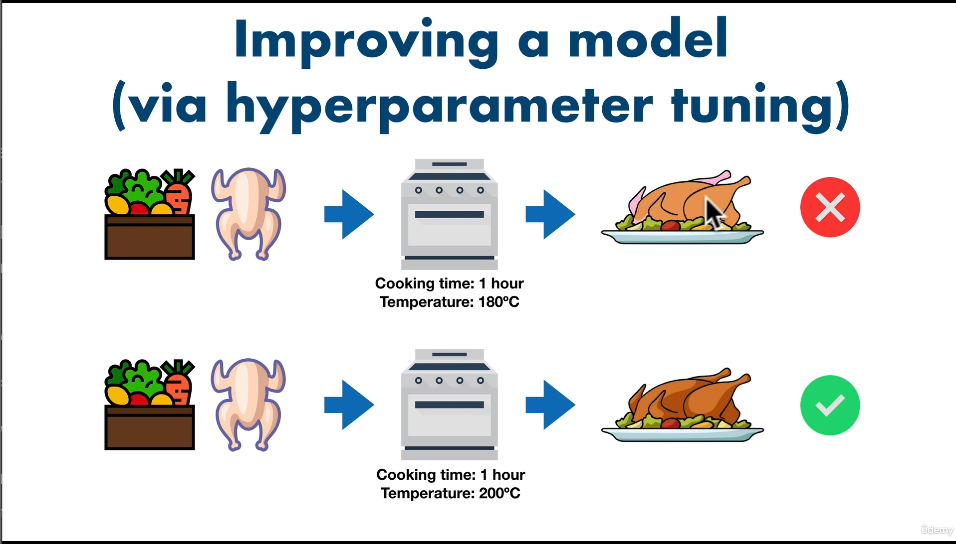 Improving a model
(via hyperparameter tuning)
Cooking time: 1 hour
Temperature: 180ºC
Cooking time: 1 hour
Temperature: 200ºC
Udemy